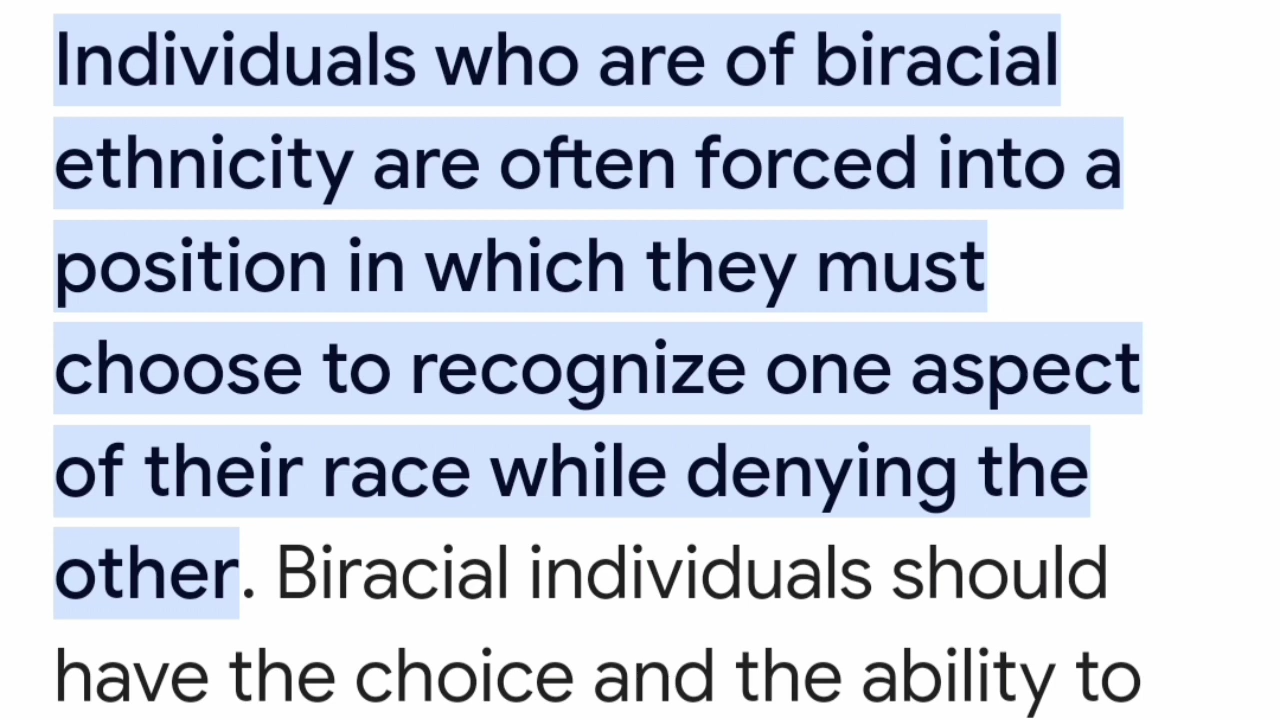 Individuals who are of biracial
ethnicity are often forced into a
position in which they must
choose to recognize one aspect
of their race while denying the
other. Biracial individuals should
have the choice and the ability to